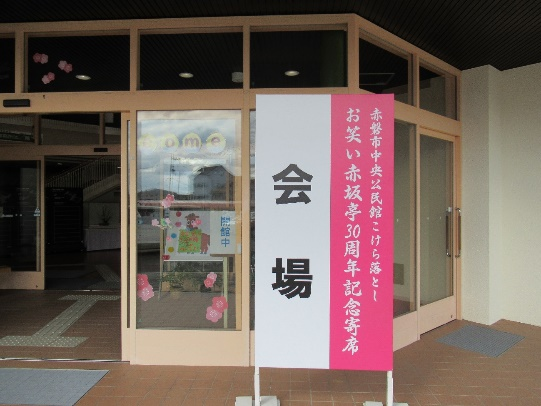 赤磐市中央公民館こけら落とし
お笑い赤坂亭30周年記念寄席
会場
開館中